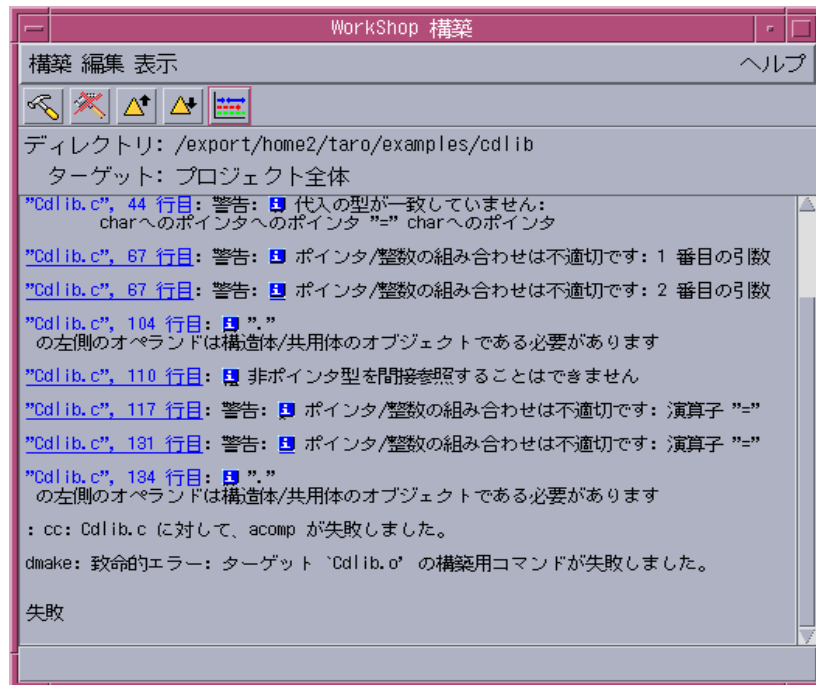 WorkShop 構築
構築 編集 表示 ヘルプ
ディレクトリ: /export/home2/taro/examples/cdlib
ターゲット: プロジェクト全体
"Cdlib.c", 44 行目: 警告: 代入の型が一致していません:
charへのポインタへのポインタ "=" charへのポインタ
"Cdlib.c", 67 行目: 警告: ポインタ/整数の組み合わせは不適切です: 1 番目の引数
"Cdlib.c", 67 行目: 警告: ポインタ/整数の組み合わせは不適切です: 2 番目の引数
"Cdlib.c", 104 行目: "."
の左側のオペランドは構造体/共用体のオブジェクトである必要があります
"Cdlib.c", 110 行目: 非ポインタ型を間接参照することはできません
"Cdlib.c", 117 行目: 警告: ポインタ/整数の組み合わせは不適切です: 演算子 "="
"Cdlib.c", 131 行目: 警告: ポインタ/整数の組み合わせは不適切です: 演算子 "="
"Cdlib.c", 134 行目: "."
の左側のオペランドは構造体/共用体のオブジェクトである必要があります
: cc: Cdlib.c に対して、acomp が失敗しました。
dmake: 致命的エラー: ターゲット `Cdlib.o' の構築用コマンドが失敗しました。
失敗